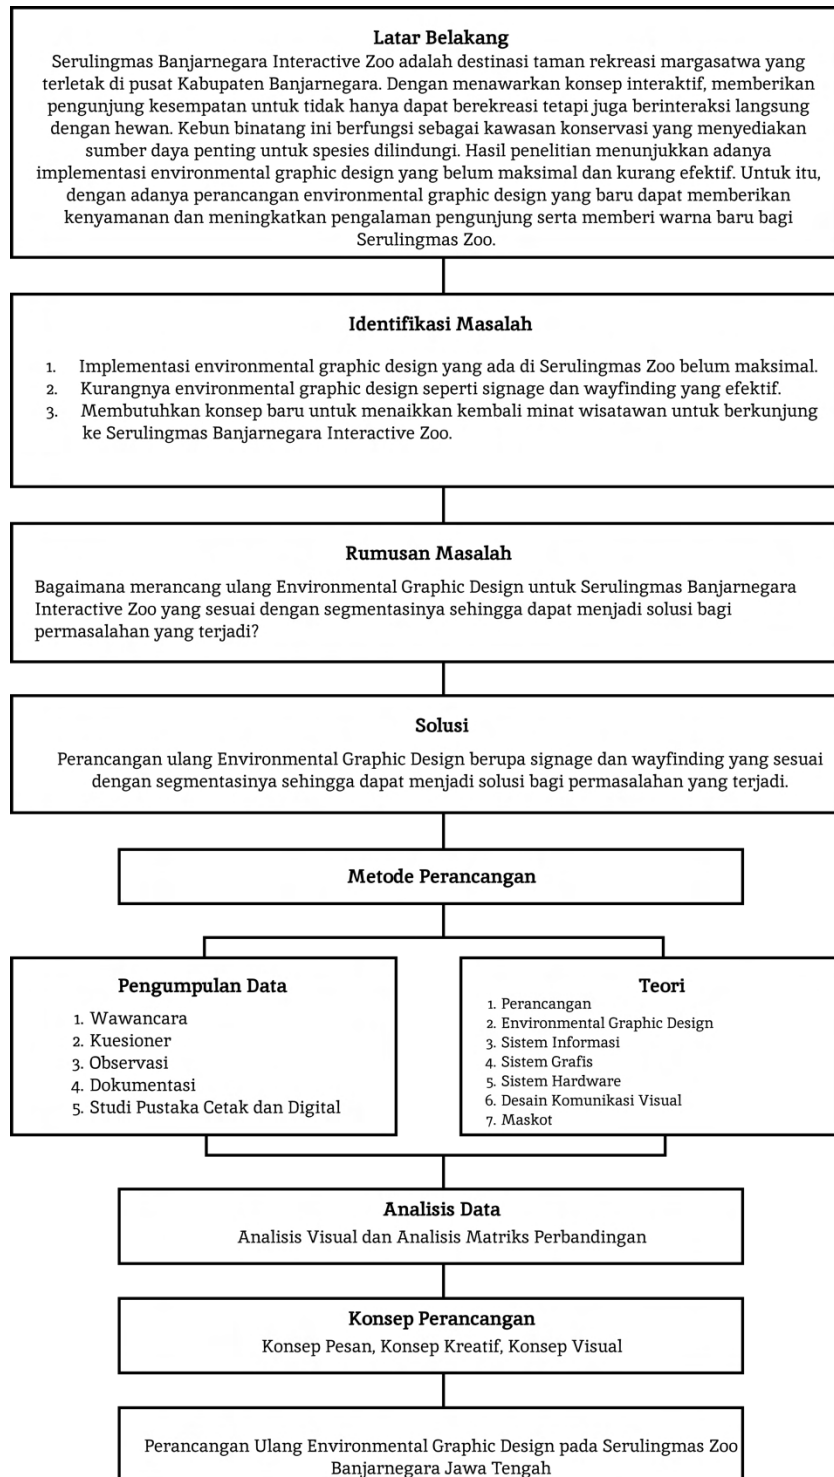 Latar Belakang
Serulingmas Banjarnegara Interactive Zoo adalah destinasi taman rekreasi margasatwa yang
terletak di pusat Kabupaten Banjarnegara. Dengan menawarkan konsep interaktif, memberikan
pengunjung kesempatan untuk tidak hanya dapat berekreasi tetapi juga berinteraksi langsung
dengan hewan. Kebun binatang ini berfungsi sebagai kawasan konservasi yang menyediakan
sumber daya penting untuk spesies dilindungi. Hasil penelitian menunjukkan adanya
implementasi environmental graphic design yang belum maksimal dan kurang efektif. Untuk itu,
dengan adanya perancangan environmental graphic design yang baru dapat memberikan
kenyamanan dan meningkatkan pengalaman pengunjung serta memberi warna baru bagi
Serulingmas Zoo.
Identifikasi Masalah
1. Implementasi environmental graphic design yang ada di Serulingmas Zoo belum maksimal.
2. Kurangnya environmental graphic design seperti signage dan wayfinding yang efektif.
3. Membutuhkan konsep baru untuk menaikkan kembali minat wisatawan untuk berkunjung
ke Serulingmas Banjarnegara Interactive Zoo.
Rumusan Masalah
Bagaimana merancang ulang Environmental Graphic Design untuk Serulingmas Banjarnegara
Interactive Zoo yang sesuai dengan segmentasinya sehingga dapat menjadi solusi bagi
permasalahan yang terjadi?
Solusi
Perancangan ulang Environmental Graphic Design berupa signage dan wayfinding yang sesuai
dengan segmentasinya sehingga dapat menjadi solusi bagi permasalahan yang terjadi.
Metode Perancangan
Pengumpulan Data
1. Wawancara
2. Kuesioner
3. Observasi
4. Dokumentasi
5. Studi Pustaka Cetak dan Digital
Teori
1. Perancangan
2. Environmental Graphic Design
3. Sistem Informasi
4. Sistem Grafis
5. Sistem Hardware
6. Desain Komunikasi Visual
7. Maskot
Analisis Data
Analisis Visual dan Analisis Matriks Perbandingan
Konsep Perancangan
Konsep Pesan, Konsep Kreatif, Konsep Visual
Perancangan Ulang Environmental Graphic Design pada Serulingmas Zoo
Banjarnegara Jawa Tengah